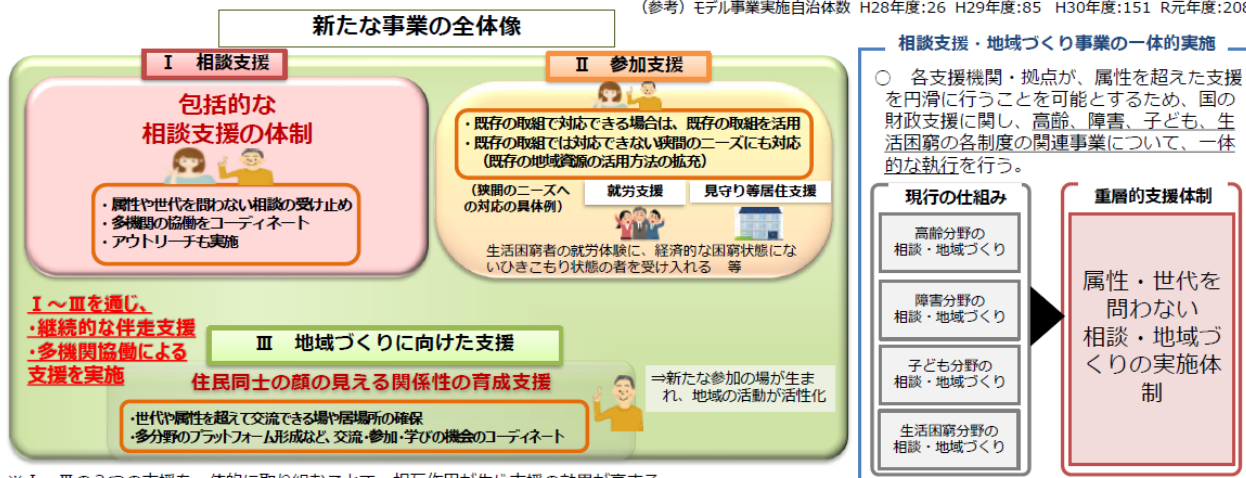 (参考)モデル事業実施自治体数 H28年度:26 H29年度:85 H30年度:151 R元年度:208
新たな事業の全体像
Ⅰ 相談支援
包括的な
相談支援の体制
・属性や世代を問わない相談の受け止め
・多機関の協働をコーディネート
・アウトリーチも実施
Ⅱ 参加支援
・既存の取組で対応できる場合は、既存の取組を活用
・既存の取組では対応できない狭間のニーズにも対応
(既存の地域資源の活用方法の拡充)
(狭間のニーズへ
の対応の具体例)
就労支援
見守り等居住支援
生活困窮者の就労体験に、経済的な困窮状態にな
いひきこもり状態の者を受け入れる 等
Ⅰ~Ⅲを通じ、
・継続的な伴走支援
・多機関協働による
支援を実施
Ⅲ 地域づくりに向けた支援
住民同士の顔の見える関係性の育成支援
・世代や属性を超えて交流できる場や居場所の確保
・多分野のプラットフォーム形成など、交流・参加・学びの機会のコーディネート
⇒新たな参加の場が生ま
れ、地域の活動が活性化
相談支援・地域づくり事業の一体的実施
○ 各支援機関・拠点が、属性を超えた支援
を円滑に行うことを可能とするため、国の
財政支援に関し、高齢、障害、子ども、生
活困窮の各制度の関連事業について、一体
的な執行を行う。
現行の仕組み
高齢分野の
相談・地域づくり
障害分野の
相談・地域づくり
子ども分野の
相談・地域づくり
生活困窮分野の
相談・地域づくり
重層的支援体制
属性・世代を
問わない
相談・地域づ
くりの実施体
制